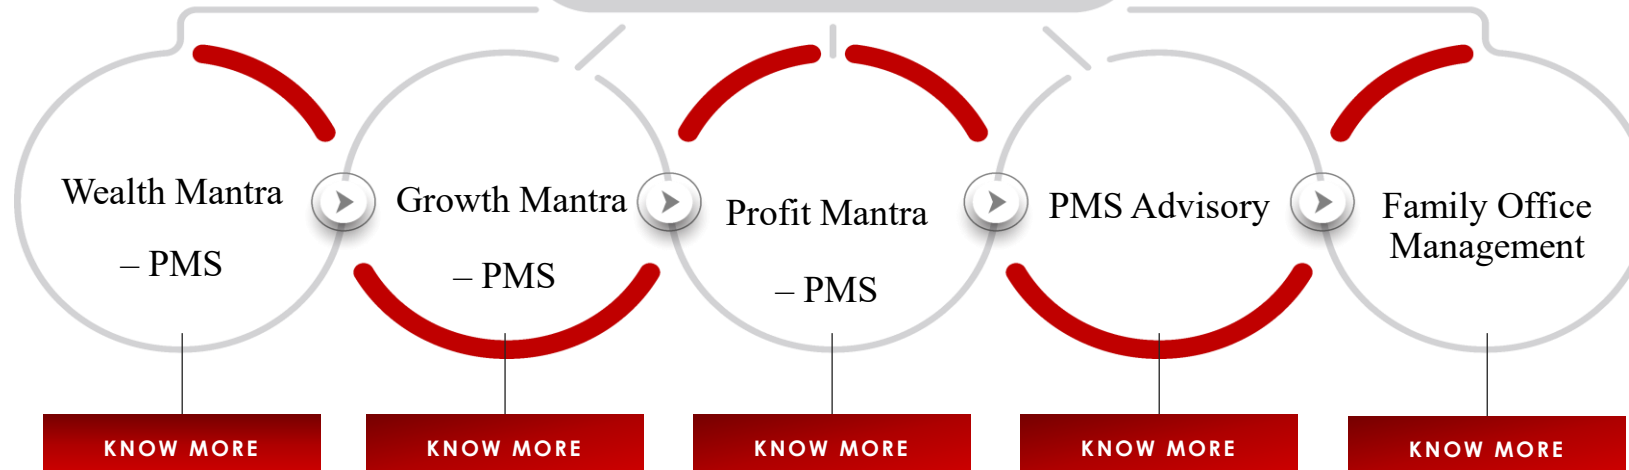 Wealth Mantra
– PMS
Growth Mantra
– PMS
Profit Mantra
– PMS
PMS Advisory
Family Office
Management
KNOW MORE
KNOW MORE
KNOW MORE
KNOW MORE
KNOW MORE